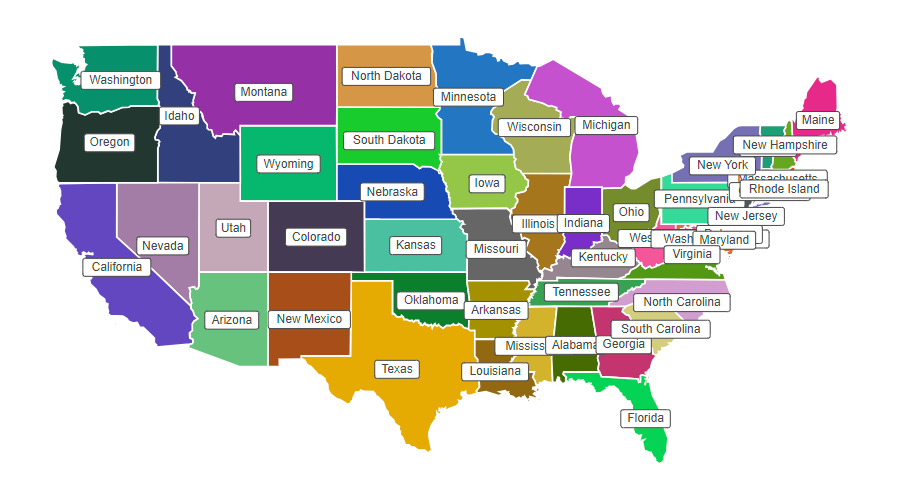 Washington
Montana
North Dakota
Minnesota
Idaho
Maine
Oregon
South Dakota
Wisconsin
Michigan
New Hampshire
Wyoming
New York
Massachusetts
Nebraska
Iowa
Rhode Island
Pennsylvania
Utah
Ohio
New Jersey
Illinois
Indiana
Colorado
Nevada
Kansas
Missouri
Wes
Wash
Maryland
California
Kentucky
Virginia
Tennessee
Arizona
New Mexico
Oklahoma
Arkansas
North Carolina
South Carolina
Mississ
Alabama
Georgia
Texas
Louisiana
Florida